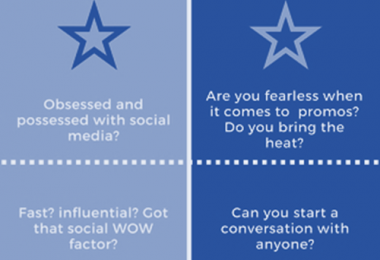 Obsessed and
possessed with social
media?
Are you fearless when
it comes to promos?
Do you bring the
heat?
Fast? influential? Got
that social WOW
factor?
Can you start a
conversation with
anyone?